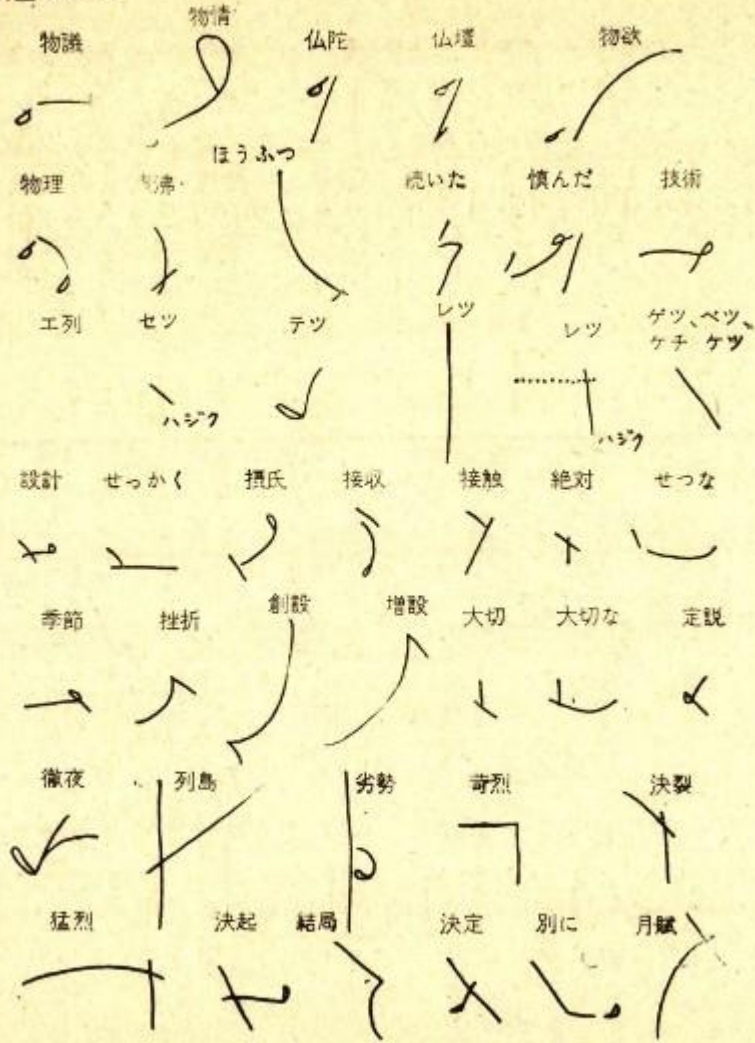 物議 物情 仏陀 仏壇 物欲
ほうふつ
物理 沸 続いた 慎んだ 技術
エ列 セツ テツ レツ レツ ゲツ、ベツ、
ケチ ケツ
ハジク ハジク
設計 せっかく 摂氏 接収 接触 絶対 せつな
季節 挫折 創設 増設 大切 大切な 定説
徹夜 列島 劣勢 苛烈 決裂
猛烈 決起 結局 決定 別に 月賦